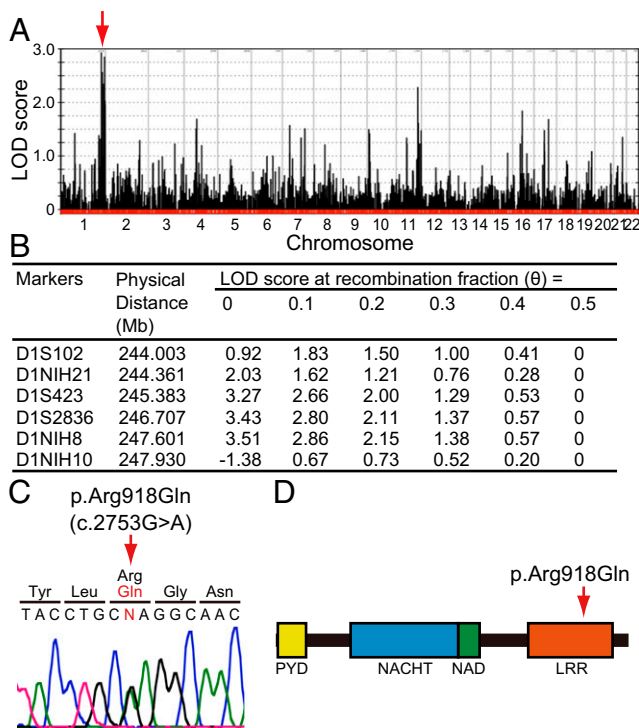 A
LOD score
3.0
2.0
1.0
0
1 2 3 4 5 6 7 8 9 10 11 12 13 14 15 16 17 18 19 202122
Chromosome
B
Markers Physical Distance (Mb) LOD score at recombination fraction (θ) =
0 0.1 0.2 0.3 0.4 0.5
D1S102 244.003 0.92 1.83 1.50 1.00 0.41 0
D1NIH21 244.361 2.03 1.62 1.21 0.76 0.28 0
D1S423 245.383 3.27 2.66 2.00 1.29 0.53 0
D1S2836 246.707 3.43 2.80 2.11 1.37 0.57 0
D1NIH8 247.601 3.51 2.86 2.15 1.38 0.57 0
D1NIH10 247.930 -1.38 0.67 0.73 0.52 0.20 0
C
p.Arg918Gln
(c.2753G>A)
Arg
Tyr Leu Gln Gly Asn
T A C C T G C N A G G C A A C
D
p.Arg918Gln
PYD NACHT NAD LRR